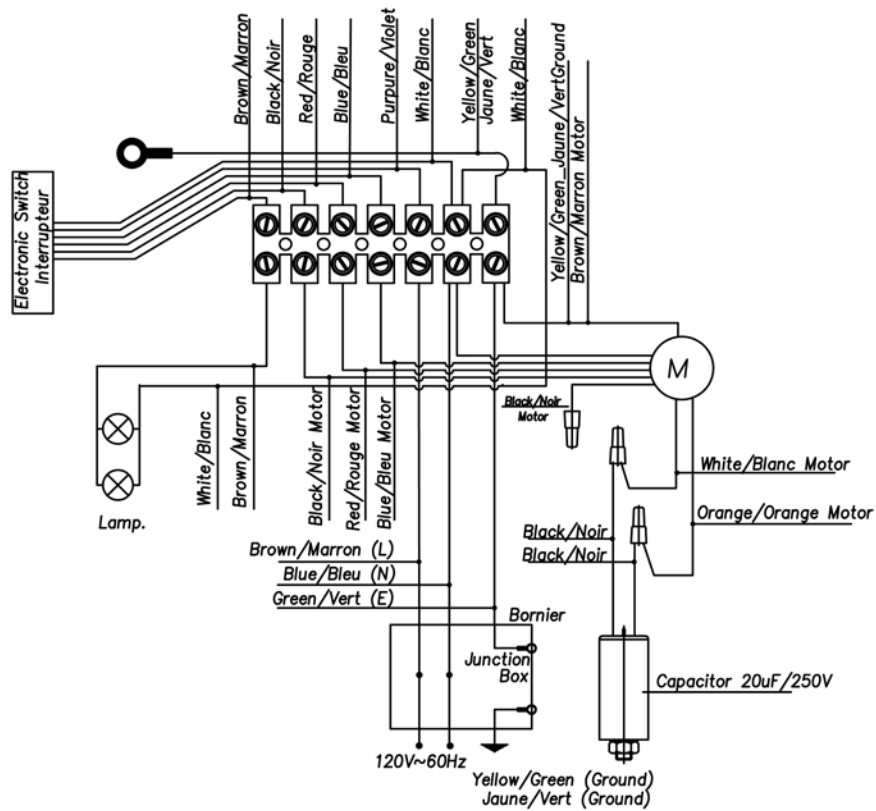 Brown/Marron
Black/Noir
Red/Rouge
Blue/Bleu
Purpure/Violet
White/Blanc
Yellow/Green
Jaune/Vert
White/Blanc
Yellow/Green_Jaune/VertGround
Brown/Marron Motor
Electronic Switch
Interrupteur
M
Black/Noir
Motor
White/Blanc
Brown/Marron
Black/Noir Motor
Red/Rouge Motor
Blue/Bleu Motor
White/Blanc Motor
Orange/Orange Motor
Lamp.
Black/Noir
Black/Noir
Brown/Marron (L)
Blue/Bleu (N)
Green/Vert (E)
Bornier
Junction
Box
Capacitor 20uF/250V
120V~60Hz
Yellow/Green (Ground)
Jaune/Vert (Ground)